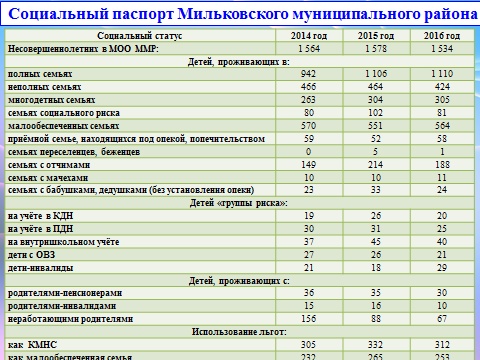 Социальный паспорт Мильковского муниципального района
Социальный статус 2014 год 2015 год 2016 год
Несовершеннолетних в МОО ММР: 1 564 1 578 1 534
Детей, проживающих в:
полных семьях 942 1 106 1 110
неполных семьях 466 464 424
многодетных семьях 263 304 305
семьях социального риска 80 102 81
малообеспеченных семьях 570 551 564
приёмной семье, находящихся под опекой, попечительством 59 52 58
семьях переселенцев, беженцев 0 5 1
семьях с отчимами 149 214 188
семьях с мачехами 10 10 11
семьях с бабушками, дедушками (без установления опеки) 23 33 24
Детей «группы риска»:
на учёте в КДН 19 26 20
на учёте в ПДН 30 31 25
на внутришкольном учёте 37 45 40
дети с ОВЗ 27 26 21
дети-инвалиды 21 18 29
Детей, проживающих с:
родителями-пенсионерами 36 35 30
родителями-инвалидами 15 16 10
неработающими родителями 156 88 67
Использование льгот:
как КМНС 305 332 312
как малообеспеченная семья 232 265 253